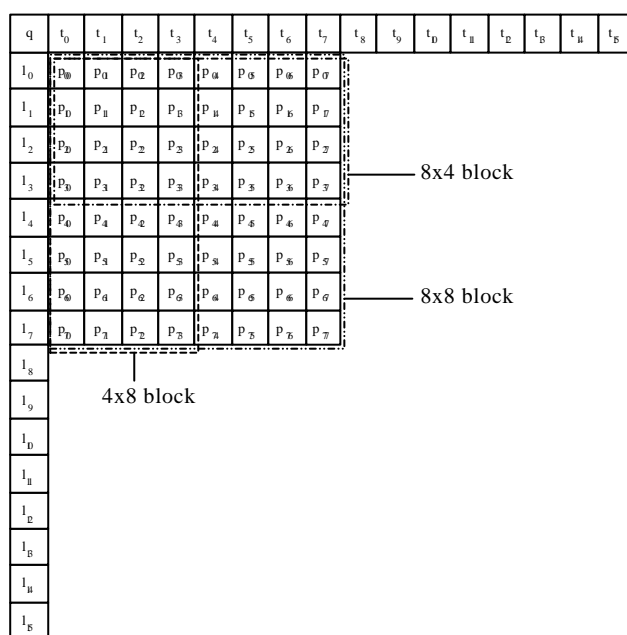 q t0 t1 t2 t3 t4 t5 t6 t7 t8 t9 t10 t11 t12 t13 t14 t15
l0 p00 p01 p02 p03 p04 p05 p06 p07
l1 p10 p11 p12 p13 p14 p15 p16 p17
l2 p20 p21 p22 p23 p24 p25 p26 p27
l3 p30 p31 p32 p33 p34 p35 p36 p37
8x4 block
l4 p40 p41 p42 p43 p44 p45 p46 p47
l5 p50 p51 p52 p53 p54 p55 p56 p57
l6 p60 p61 p62 p63 p64 p65 p66 p67
8x8 block
l7 p70 p71 p72 p73 p74 p75 p76 p77
l8
4x8 block
l9
l10
l11
l12
l13
l14
l15